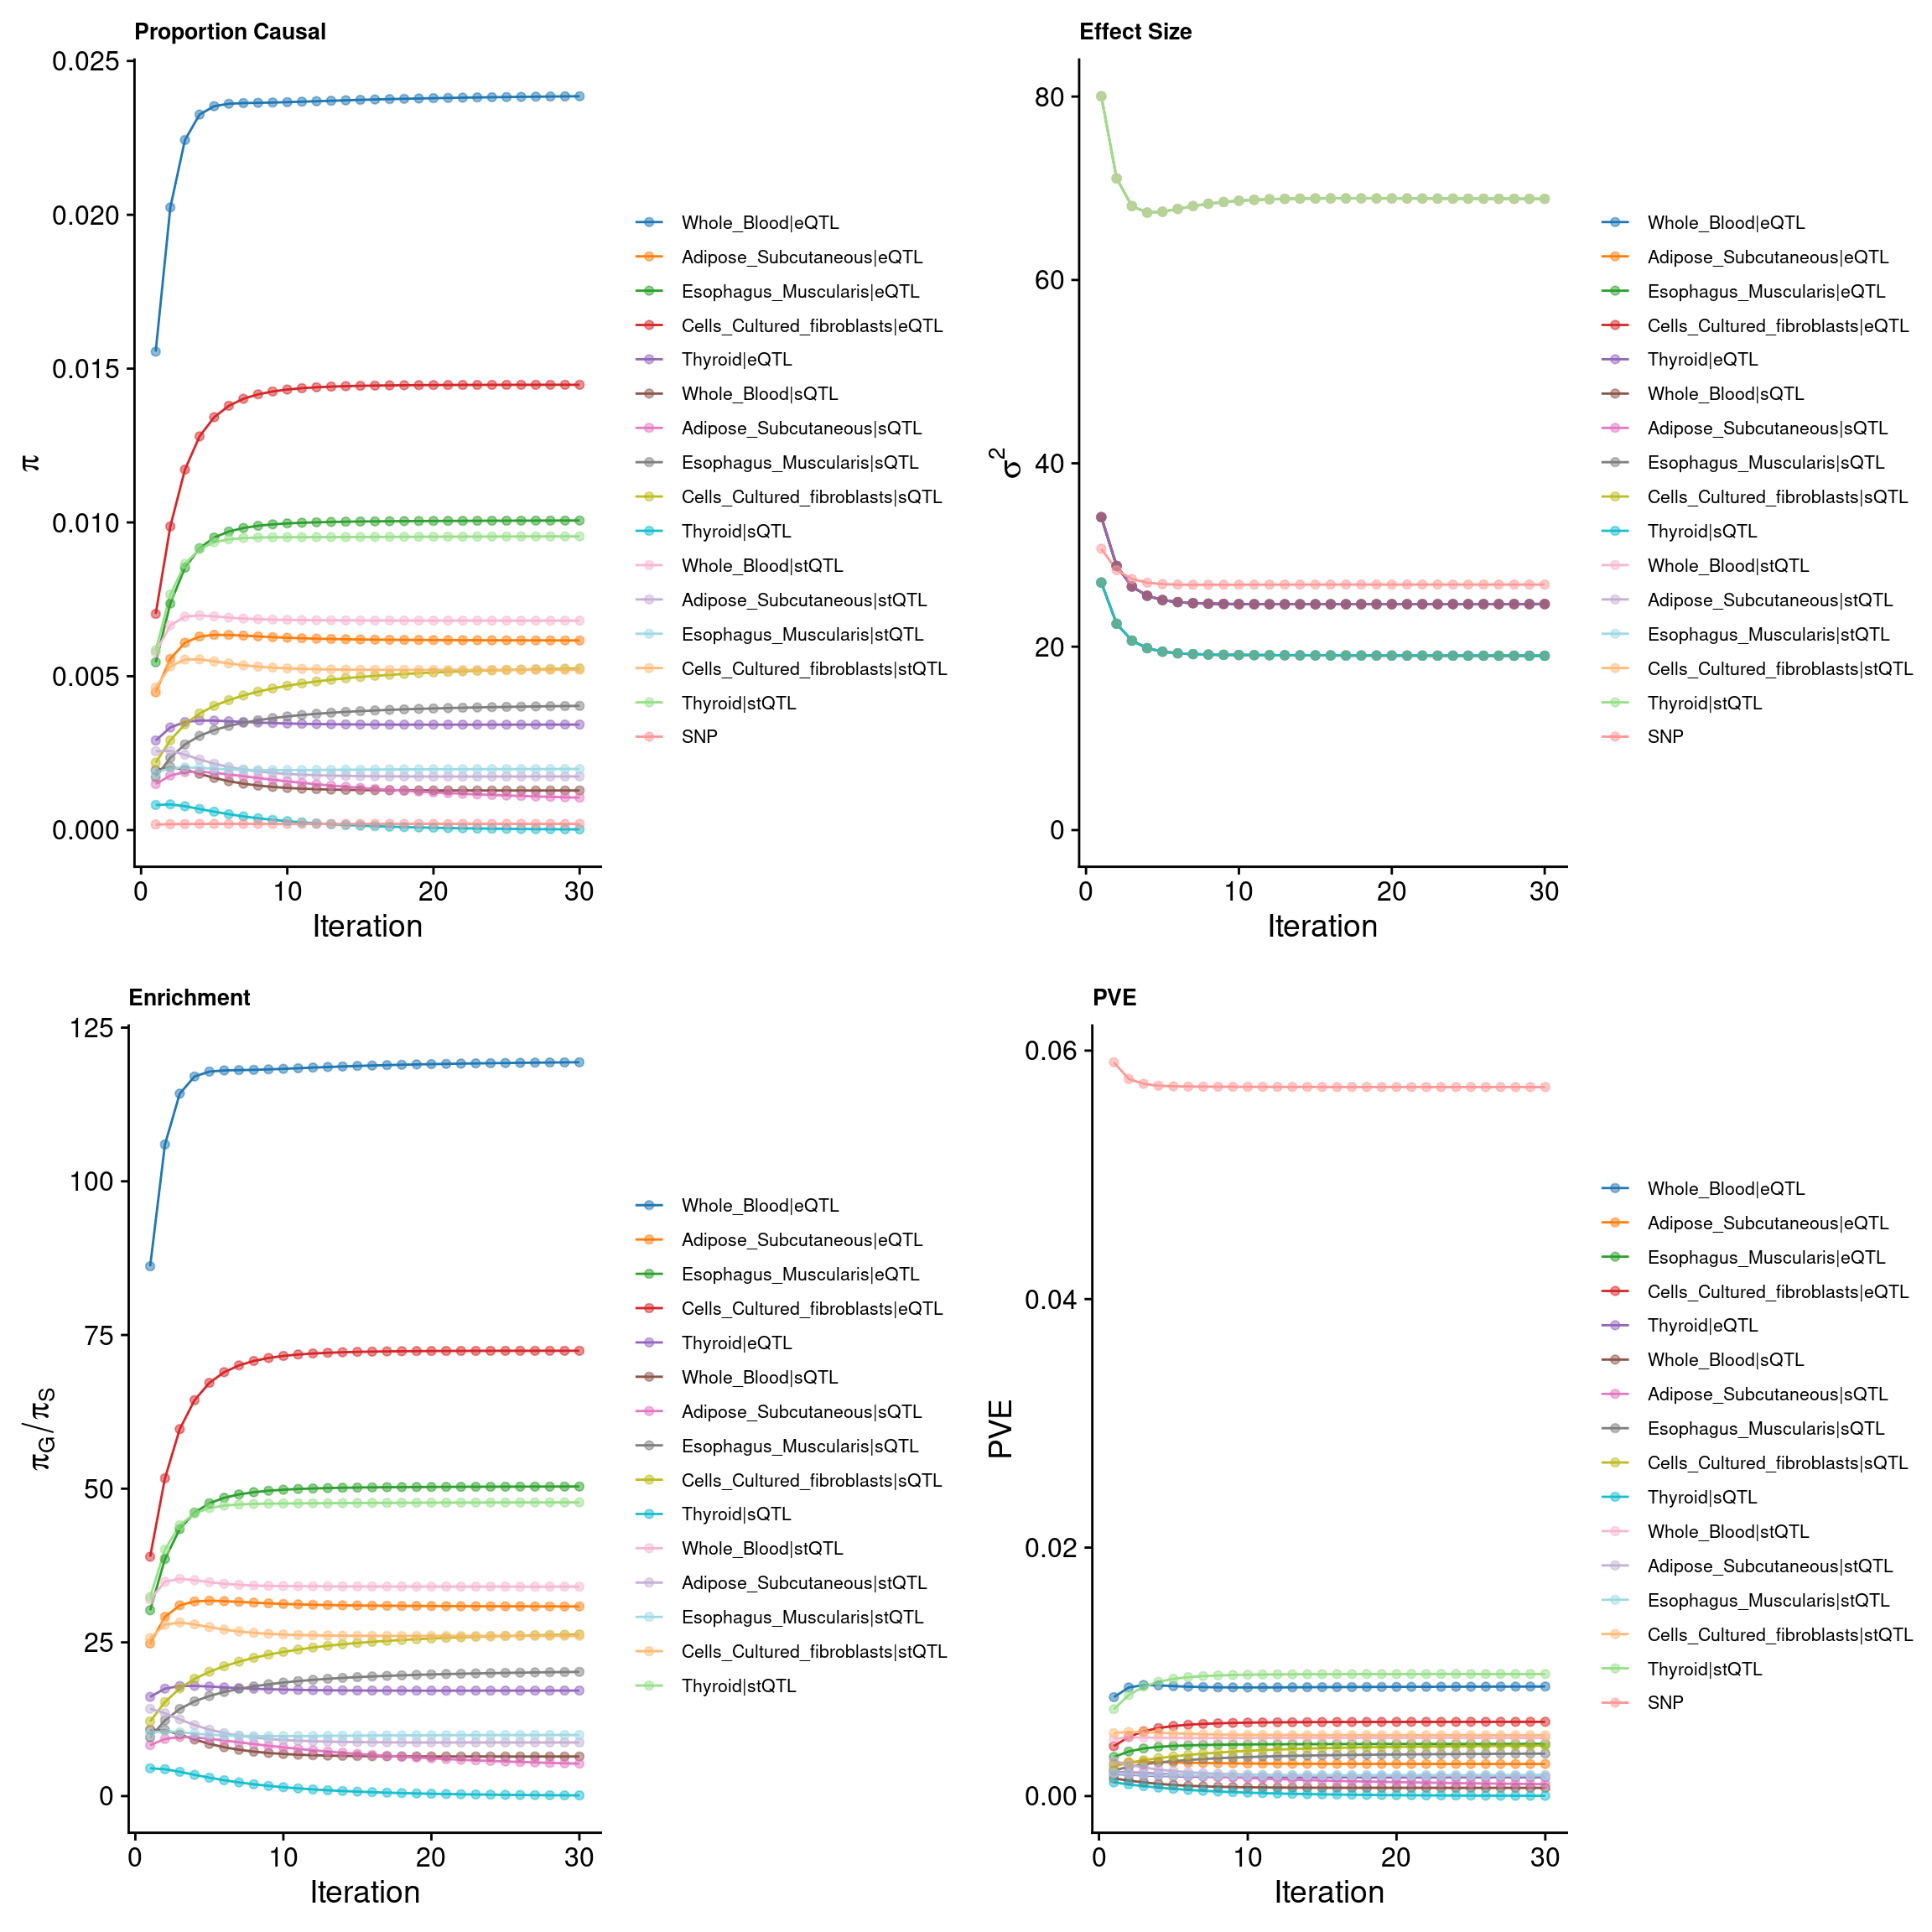 Proportion Causal
0.025
0.020
0.015
0.010
0.005
0.000
π
0
10
20
30
Iteration
Whole_Blood|eQTL
Adipose_Subcutaneous|eQTL
Esophagus_Muscularis|eQTL
Cells_Cultured_fibroblasts|eQTL
Thyroid|eQTL
Whole_Blood|sQTL
Adipose_Subcutaneous|sQTL
Esophagus_Muscularis|sQTL
Cells_Cultured_fibroblasts|sQTL
Thyroid|sQTL
Whole_Blood|stQTL
Adipose_Subcutaneous|stQTL
Esophagus_Muscularis|stQTL
Cells_Cultured_fibroblasts|stQTL
Thyroid|stQTL
SNP
Effect Size
80
60
40
20
0
σ²
0
10
20
30
Iteration
Whole_Blood|eQTL
Adipose_Subcutaneous|eQTL
Esophagus_Muscularis|eQTL
Cells_Cultured_fibroblasts|eQTL
Thyroid|eQTL
Whole_Blood|sQTL
Adipose_Subcutaneous|sQTL
Esophagus_Muscularis|sQTL
Cells_Cultured_fibroblasts|sQTL
Thyroid|sQTL
Whole_Blood|stQTL
Adipose_Subcutaneous|stQTL
Esophagus_Muscularis|stQTL
Cells_Cultured_fibroblasts|stQTL
Thyroid|stQTL
SNP
Enrichment
125
100
75
50
25
0
π_G/π_S
0
10
20
30
Iteration
Whole_Blood|eQTL
Adipose_Subcutaneous|eQTL
Esophagus_Muscularis|eQTL
Cells_Cultured_fibroblasts|eQTL
Thyroid|eQTL
Whole_Blood|sQTL
Adipose_Subcutaneous|sQTL
Esophagus_Muscularis|sQTL
Cells_Cultured_fibroblasts|sQTL
Thyroid|sQTL
Whole_Blood|stQTL
Adipose_Subcutaneous|stQTL
Esophagus_Muscularis|stQTL
Cells_Cultured_fibroblasts|stQTL
Thyroid|stQTL
PVE
0.06
0.04
0.02
0.00
PVE
0
10
20
30
Iteration
Whole_Blood|eQTL
Adipose_Subcutaneous|eQTL
Esophagus_Muscularis|eQTL
Cells_Cultured_fibroblasts|eQTL
Thyroid|eQTL
Whole_Blood|sQTL
Adipose_Subcutaneous|sQTL
Esophagus_Muscularis|sQTL
Cells_Cultured_fibroblasts|sQTL
Thyroid|sQTL
Whole_Blood|stQTL
Adipose_Subcutaneous|stQTL
Esophagus_Muscularis|stQTL
Cells_Cultured_fibroblasts|stQTL
Thyroid|stQTL
SNP